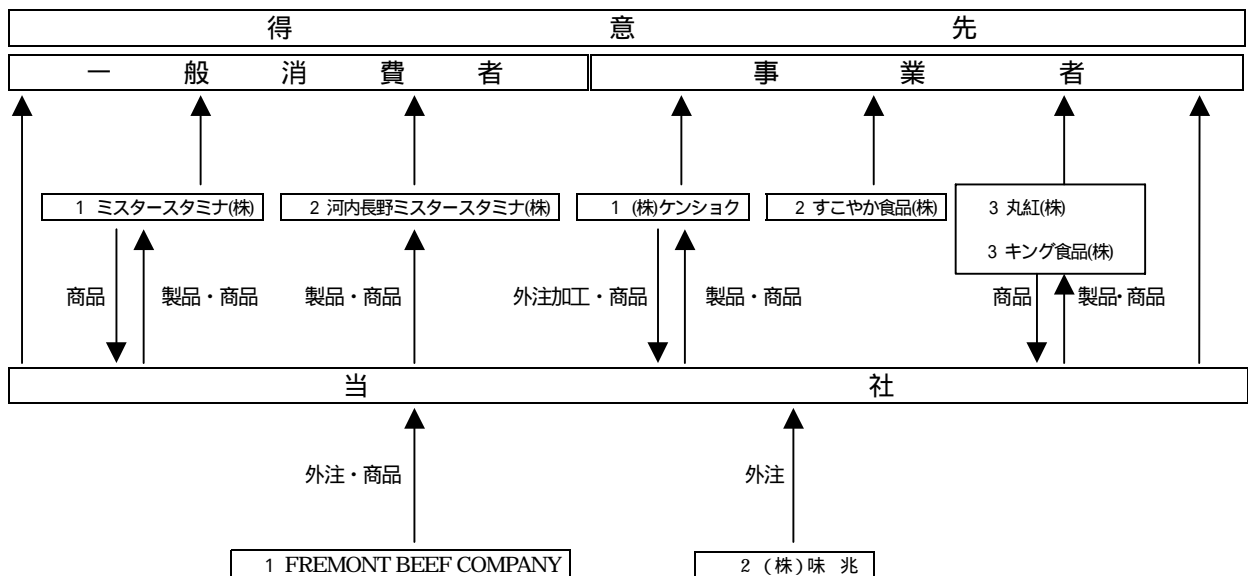 得意先
一般消費者 事業者
1 ミスタースタミナ(株) 2 河内長野ミスタースタミナ(株) 1 (株)ケンショク 2 すこやか食品(株) 3 丸紅(株)
3 キング食品(株)
商品 製品・商品 製品・商品 外注加工・商品 製品・商品 商品 製品・商品
当社
外注・商品 外注
1 FREMONT BEEF COMPANY 2 (株)味 兆